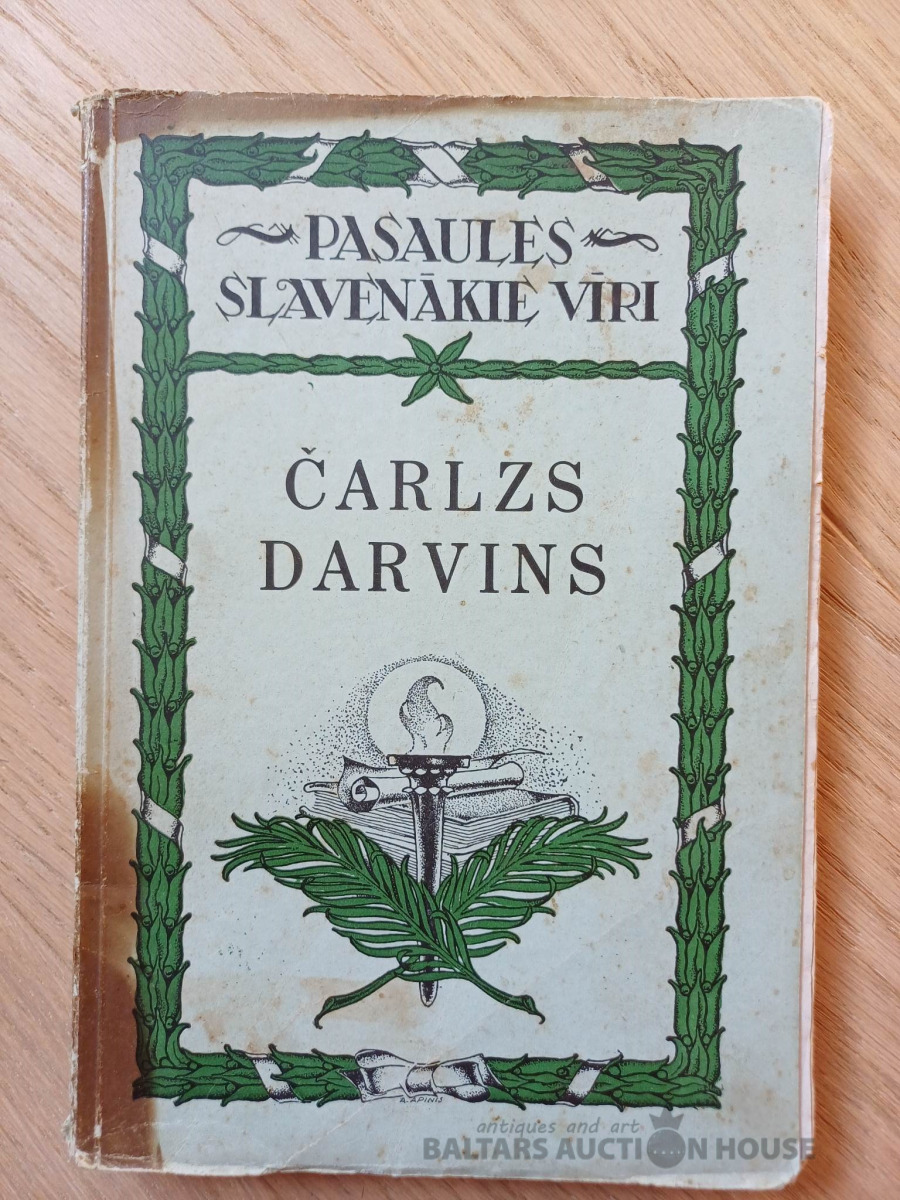 PASAULES
SLAVENĀKIE VĪRI
ČARLZS
DARVINS
A. APINIS
antiques and art
BALTARS AUCTION HOUSE